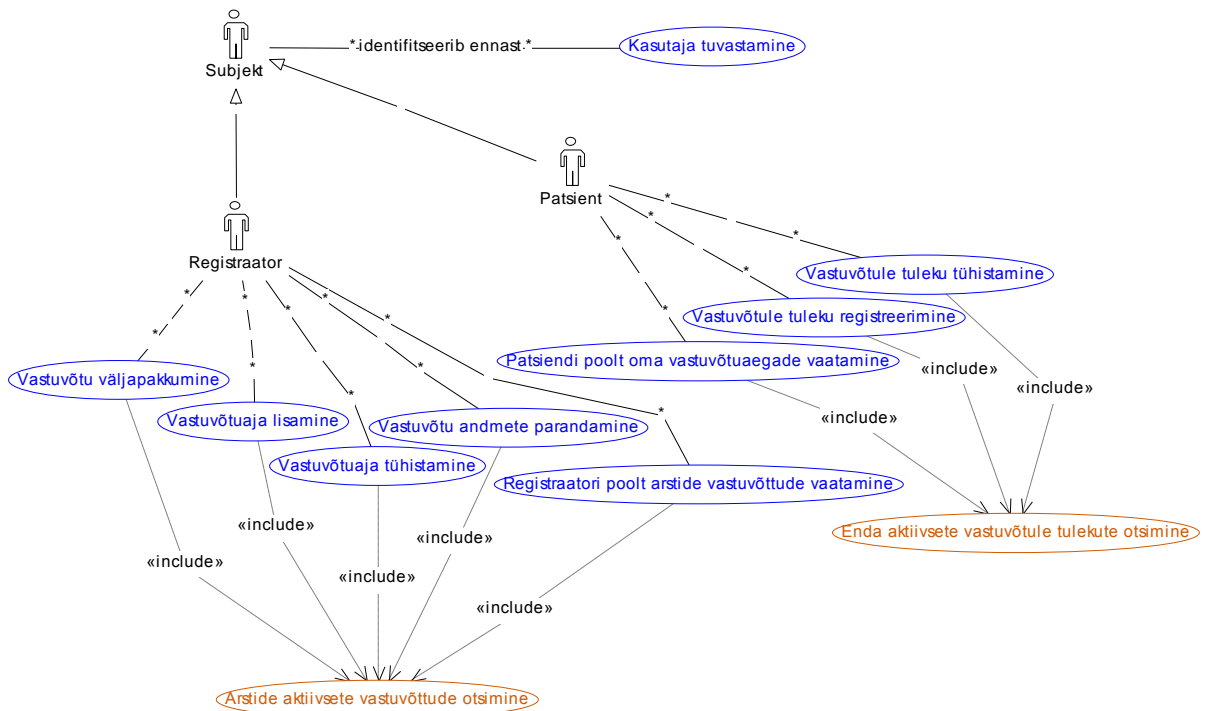 *
identifitseerib ennast
*
Kasutaja tuvastamine
Subjekt
Patsient
*
*
*
*
*
*
Registraator
Vastuvõtule tuleku tühistamine
Vastuvõtule tuleku registreerimine
Patsiendi poolt oma vastuvõtuaegade vaatamine
*
*
*
*
*
*
*
*
*
*
Vastuvõtu väljapakkumine
Vastuvõtuaja lisamine
Vastuvõtu andmete parandamine
Vastuvõtuaja tühistamine
Registraatori poolt arstide vastuvõttude vaatamine
«include»
«include»
«include»
Enda aktiivsete vastuvõtule tulekute otsimine
«include»
«include»
«include»
«include»
«include»
Arstide aktiivsete vastuvõttude otsimine